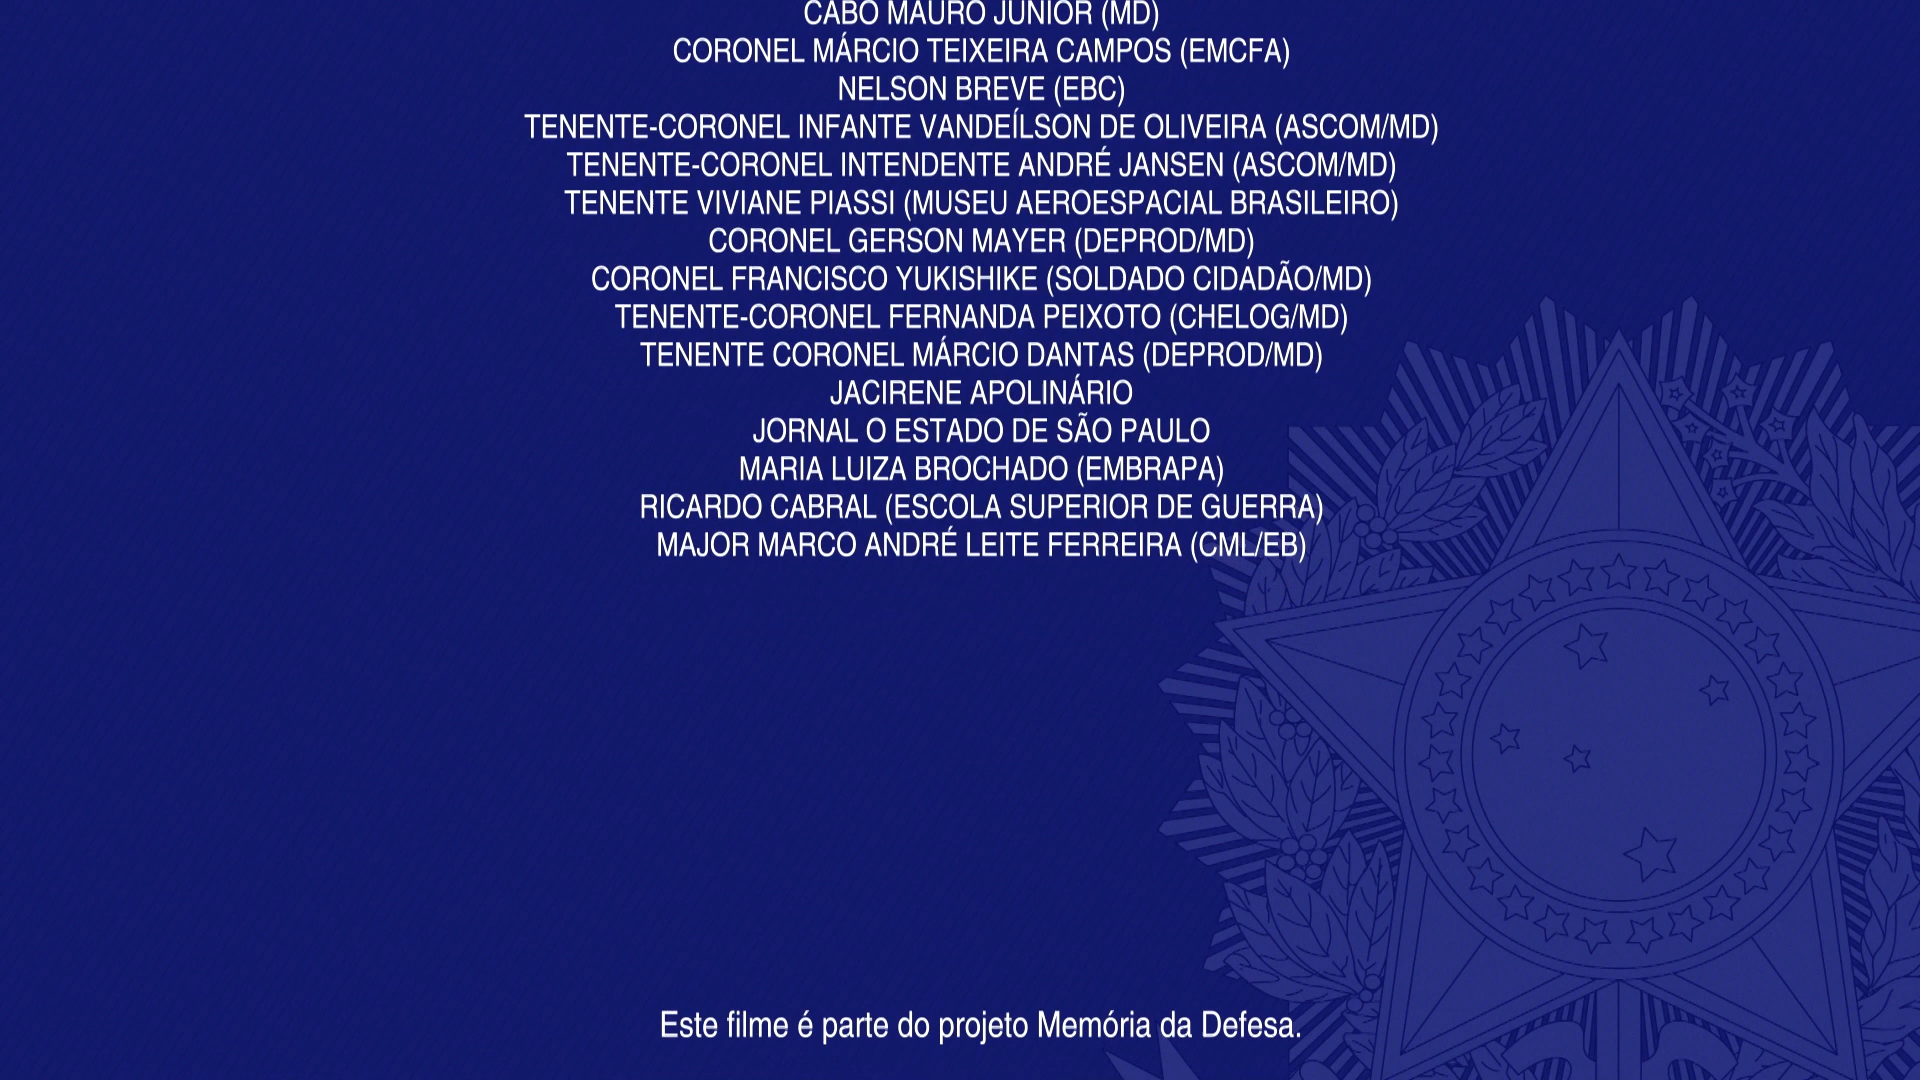 CABO MAURO JÚNIOR (MD)
CORONEL MÁRCIO TEIXEIRA CAMPOS (EMCFA)
NELSON BREVE (EBC)
TENENTE-CORONEL INFANTE VANDEÍLSON DE OLIVEIRA (ASCOM/MD)
TENENTE-CORONEL INTENDENTE ANDRÉ JANSEN (ASCOM/MD)
TENENTE VIVIANE PIASSI (MUSEU AEROESPACIAL BRASILEIRO)
CORONEL GERSON MAYER (DEPROD/MD)
CORONEL FRANCISCO YUKISHIKE (SOLDADO CIDADÃO/MD)
TENENTE-CORONEL FERNANDA PEIXOTO (CHELOG/MD)
TENENTE CORONEL MÁRCIO DANTAS (DEPROD/MD)
JACIRENE APOLINÁRIO
JORNAL O ESTADO DE SÃO PAULO
MARIA LUIZA BROCHADO (EMBRAPA)
RICARDO CABRAL (ESCOLA SUPERIOR DE GUERRA)
MAJOR MARCO ANDRÉ LEITE FERREIRA (CML/EB)
Este filme é parte do projeto Memória da Defesa.